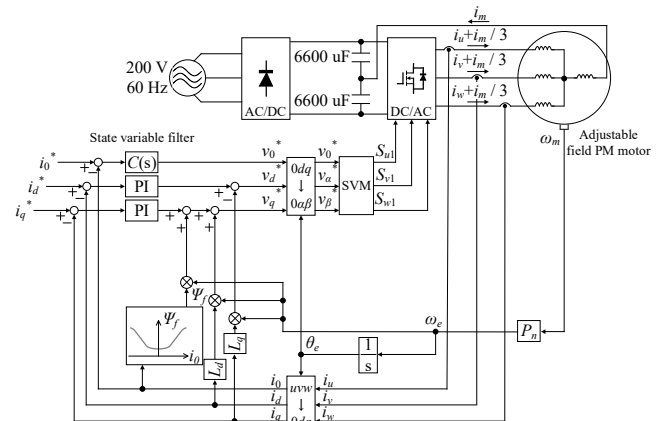 i_m
i_u+i_m / 3
i_v+i_m / 3
i_w+i_m / 3
200 V
60 Hz
6600 uF
6600 uF
AC/DC
DC/AC
ω_m
Adjustable
field PM motor
State variable filter
i_0^*
i_d^*
i_q^*
+
−
+
−
+
−
C(s)
PI
PI
+
−
+
+
+
+
v_0^*
v_d^*
v_q^*
0dq
↓
0αβ
v_0^*
v_α^*
v_β^*
SVM
S_u1
S_v1
S_w1
Ψ_f
Ψ_f
i_0
L_d
L_q
θ_e
1
s
ω_e
P_n
i_0
i_d
i_q
uvw
↓
0dq
i_u
i_v
i_w